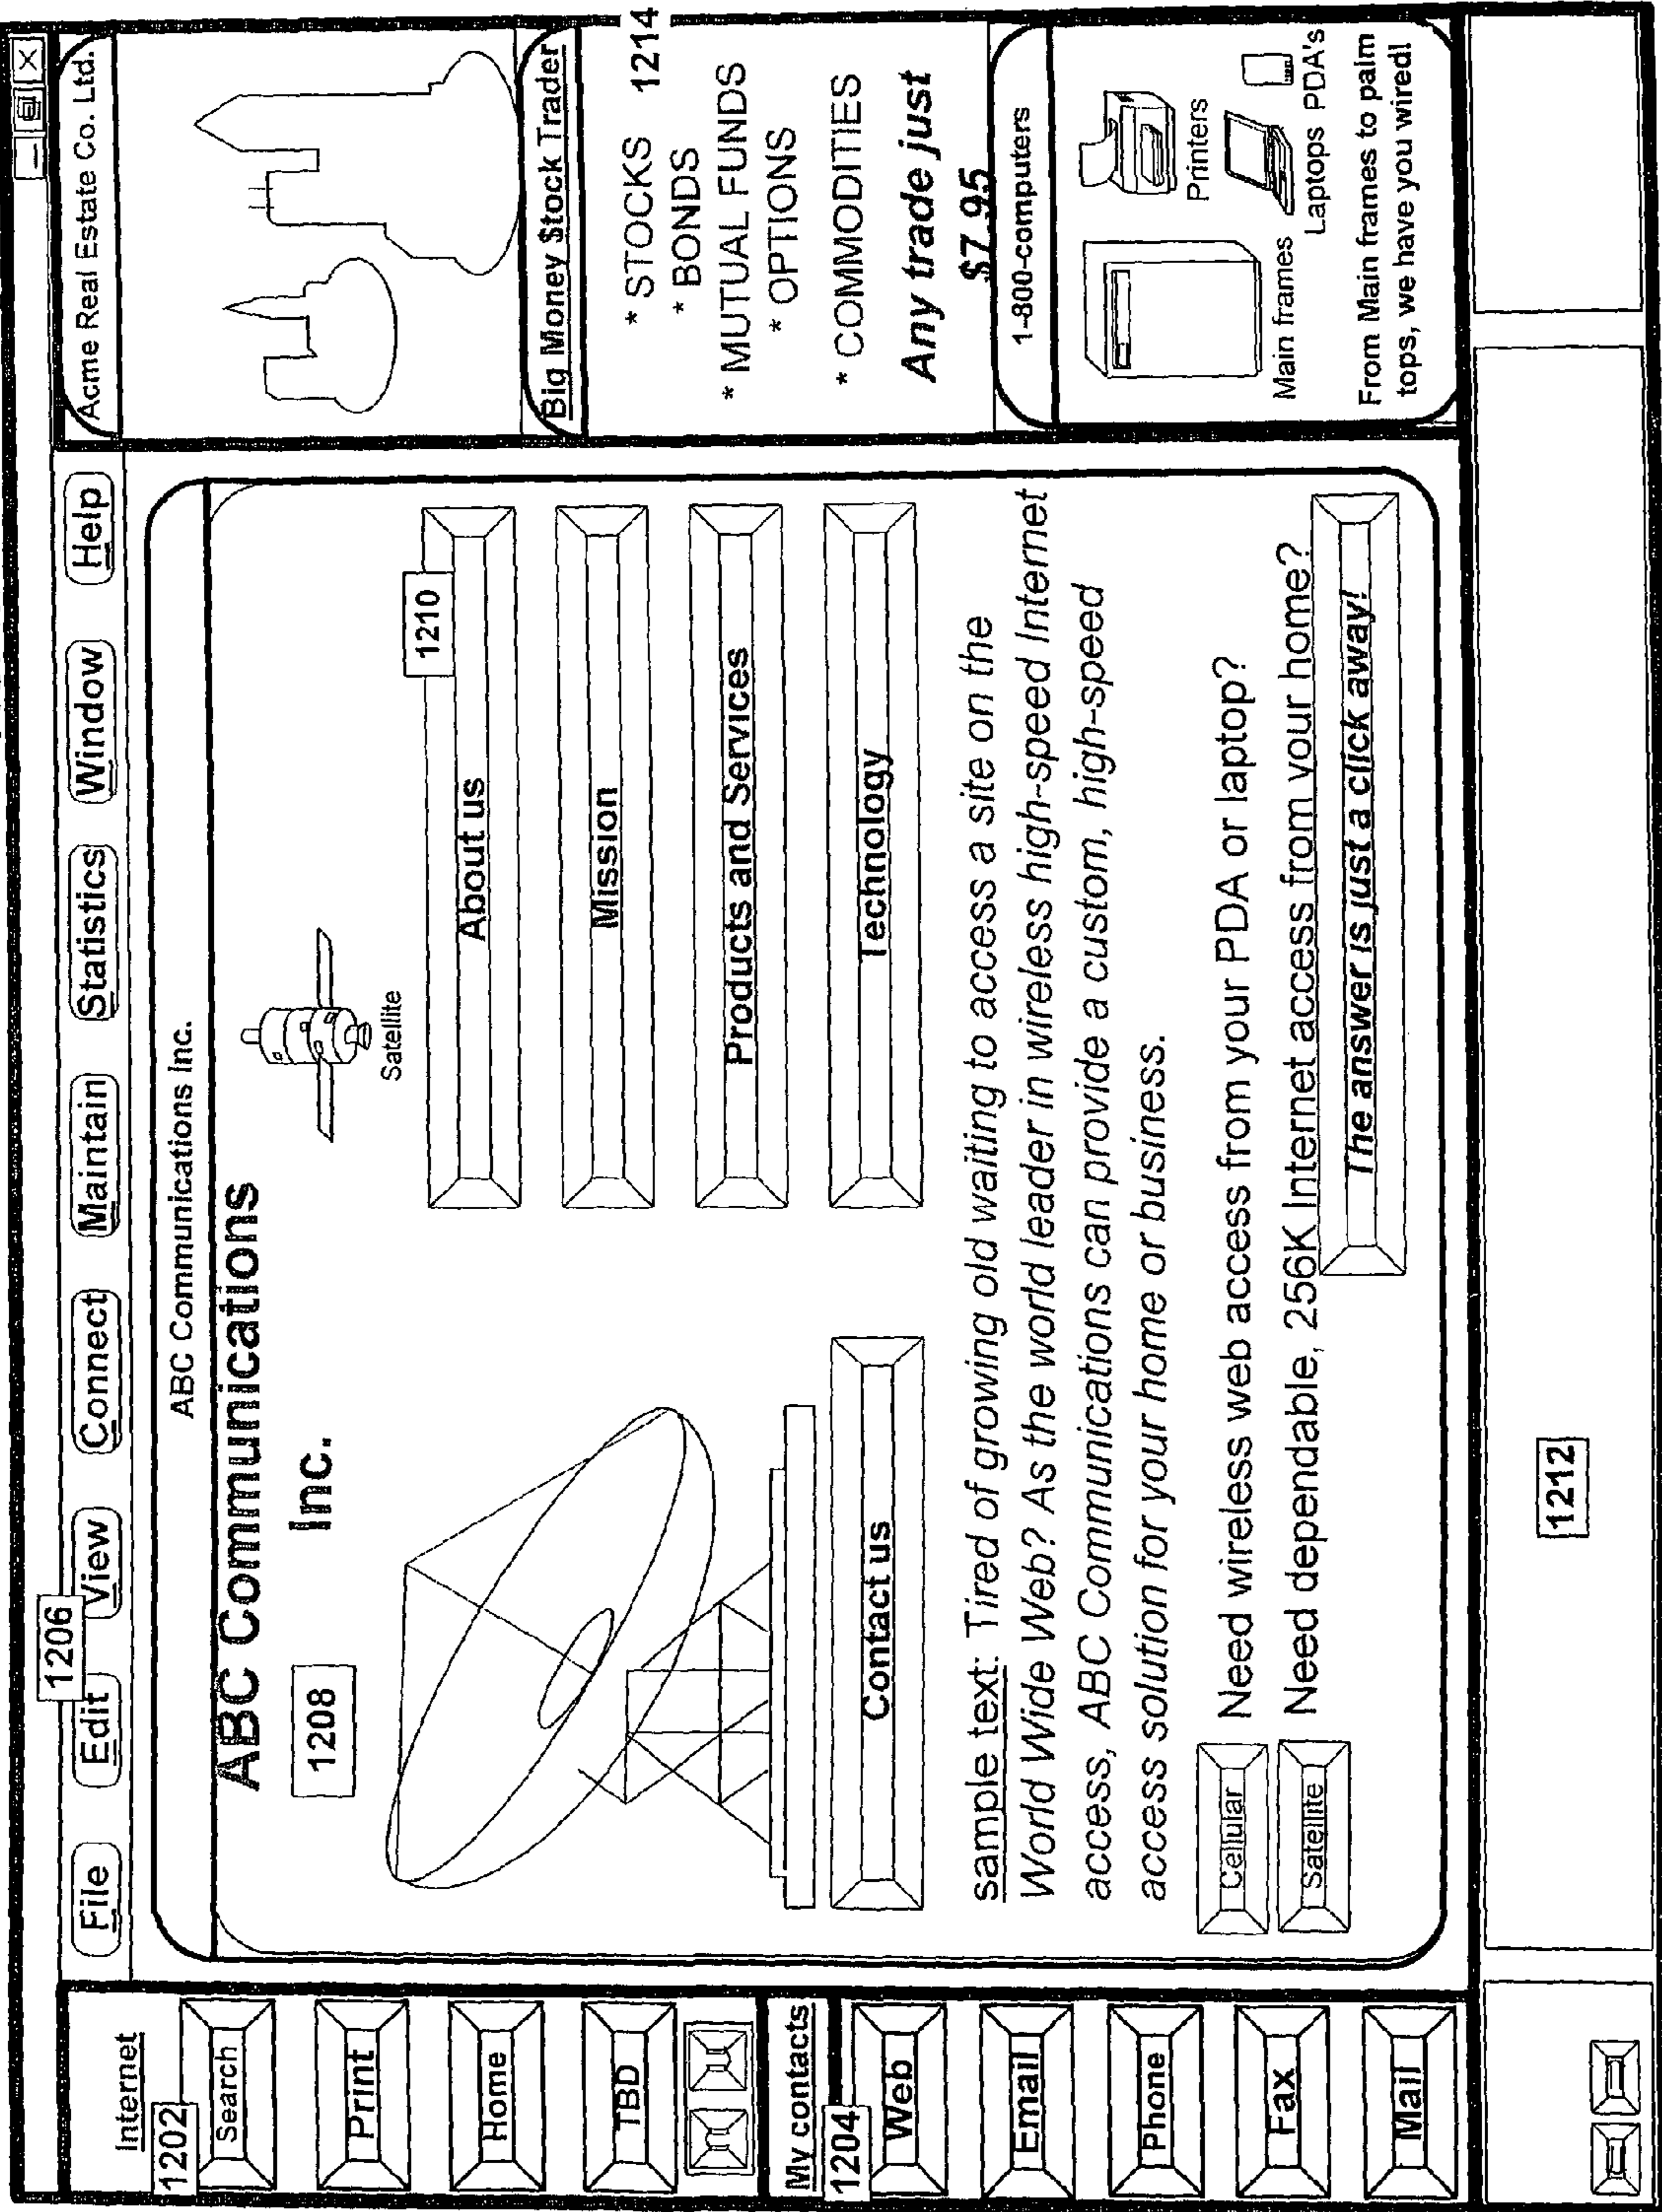 1206
File Edit View Connect Maintain Statistics Window Help
Internet
1202
Search
Print
Home
TBD
My contacts
1204
Web
Email
Phone
Fax
Mail
ABC Communications Inc.
ABC Communications
Inc.
1208
Satellite
1210
About us
Mission
Products and Services
Technology
Contact us
sample text: Tired of growing old waiting to access a site on the
World Wide Web? As the world leader in wireless high-speed Internet
access, ABC Communications can provide a custom, high-speed
access solution for your home or business.
Cellular Need wireless web access from your PDA or laptop?
Satellite Need dependable, 256K Internet access from your home?
The answer is just a click away!
Acme Real Estate Co. Ltd.
Big Money Stock Trader
1214
* STOCKS
* BONDS
* MUTUAL FUNDS
* OPTIONS
* COMMODITIES
Any trade just
$7.95
1-800-computers
Printers
Main frames
Laptops PDA's
From Main frames to palm
tops, we have you wired!
1212